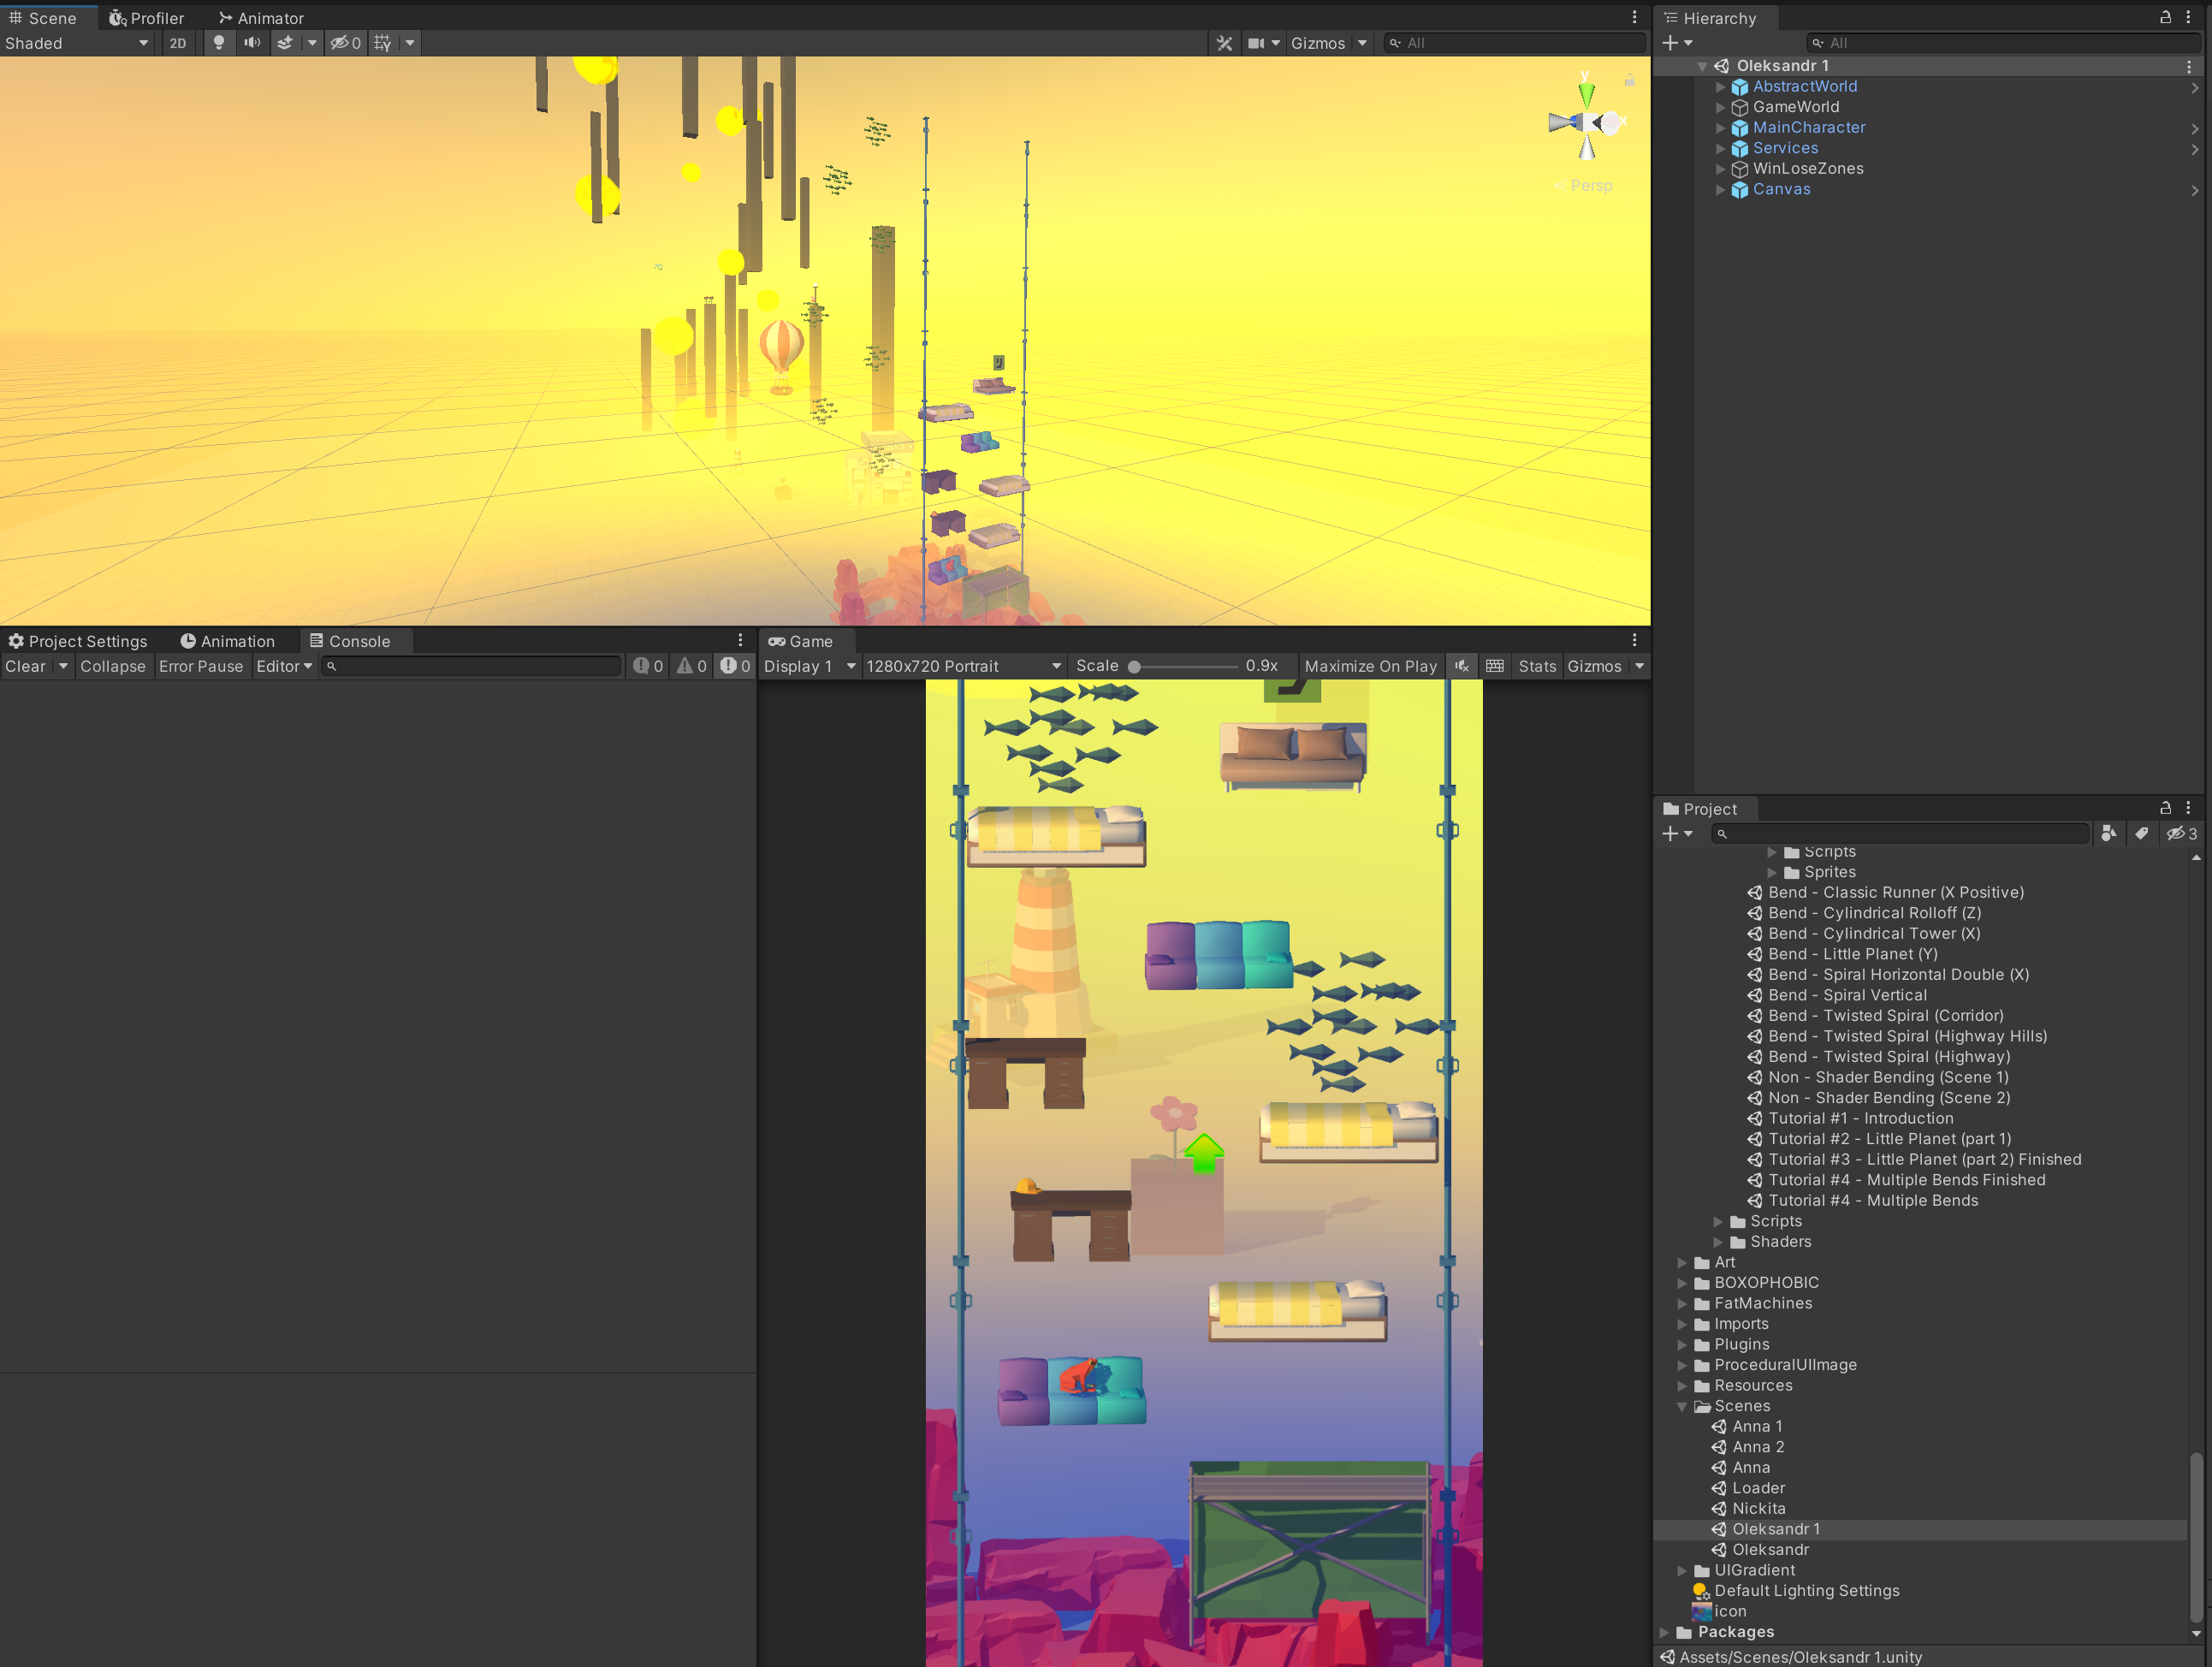 Scene Profiler Animator
Shaded 2D 0 Gizmos All
y
x
Persp
Hierarchy
All
Oleksandr 1
AbstractWorld
GameWorld
MainCharacter
Services
WinLoseZones
Canvas
Project Settings Animation Console
Clear Collapse Error Pause Editor 0 0 0
Game
Display 1 1280x720 Portrait Scale 0.9x Maximize On Play Stats Gizmos
Project
3
Scripts
Sprites
Bend - Classic Runner (X Positive)
Bend - Cylindrical Rolloff (Z)
Bend - Cylindrical Tower (X)
Bend - Little Planet (Y)
Bend - Spiral Horizontal Double (X)
Bend - Spiral Vertical
Bend - Twisted Spiral (Corridor)
Bend - Twisted Spiral (Highway Hills)
Bend - Twisted Spiral (Highway)
Non - Shader Bending (Scene 1)
Non - Shader Bending (Scene 2)
Tutorial #1 - Introduction
Tutorial #2 - Little Planet (part 1)
Tutorial #3 - Little Planet (part 2) Finished
Tutorial #4 - Multiple Bends Finished
Tutorial #4 - Multiple Bends
Scripts
Shaders
Art
BOXOPHOBIC
FatMachines
Imports
Plugins
ProceduralUIImage
Resources
Scenes
Anna 1
Anna 2
Anna
Loader
Nickita
Oleksandr 1
Oleksandr
UIGradient
Default Lighting Settings
icon
Packages
Assets/Scenes/Oleksandr 1.unity